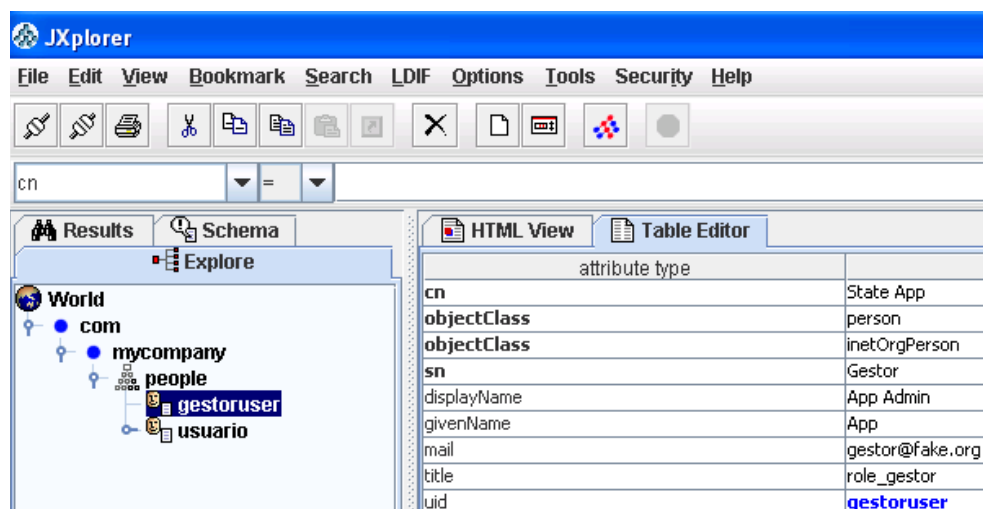 JXplorer
File Edit View Bookmark Search LDIF Options Tools Security Help
cn =
Results Schema
Explore
World
com
mycompany
people
gestoruser
usuario
HTML View Table Editor
attribute type
cn State App
objectClass person
objectClass inetOrgPerson
sn Gestor
displayName App Admin
givenName App
mail gestor@fake.org
title role_gestor
uid gestoruser